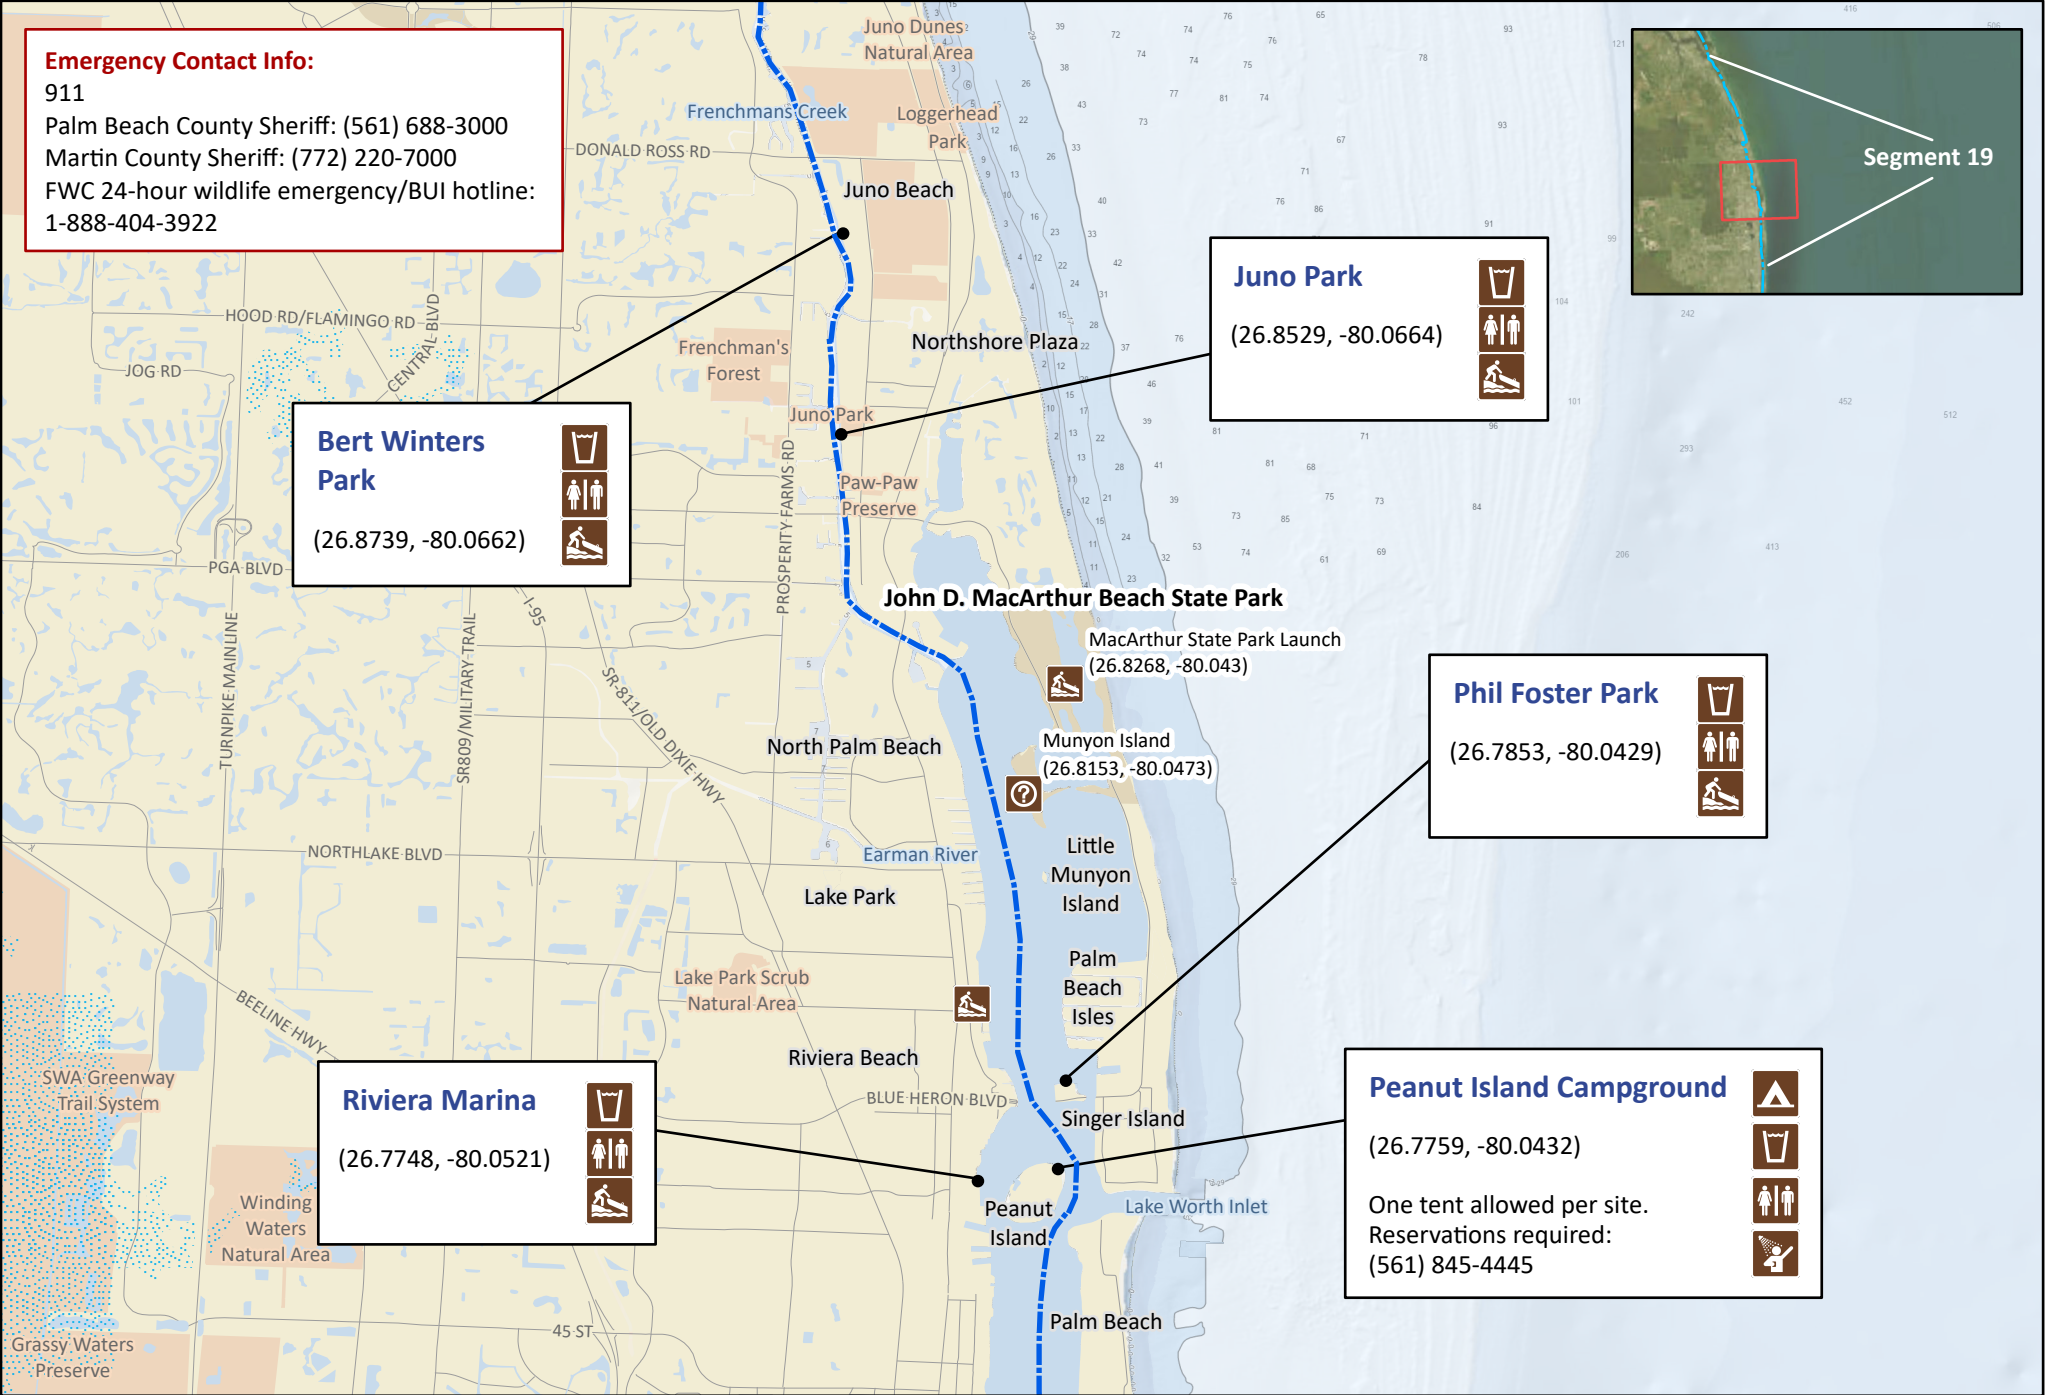 Emergency Contact Info:
911
Palm Beach County Sheriff: (561) 688-3000
Martin County Sheriff: (772) 220-7000
FWC 24-hour wildlife emergency/BUI hotline:
1-888-404-3922
Segment 19
Juno Dunes
Natural Area
Frenchmans Creek
Loggerhead
Park
DONALD ROSS RD
Juno Beach
HOOD RD/FLAMINGO RD
CENTRAL BLVD
JOG RD
Frenchman's
Forest
Northshore Plaza
Juno Park
(26.8529, -80.0664)
Juno Park
Bert Winters
Park
(26.8739, -80.0662)
PROSPERITY FARMS RD
Paw-Paw
Preserve
PGA BLVD
I-95
TURNPIKE MAINLINE
SR809/MILITARY TRAIL
SR-811/OLD DIXIE HWY
John D. MacArthur Beach State Park
MacArthur State Park Launch
(26.8268, -80.043)
North Palm Beach
Munyon Island
(26.8153, -80.0473)
Phil Foster Park
(26.7853, -80.0429)
NORTHLAKE BLVD
Earman River
Little
Munyon
Island
Lake Park
Palm
Beach
Isles
Lake Park Scrub
Natural Area
BEELINE HWY
Riviera Beach
BLUE HERON BLVD
Singer Island
SWA Greenway
Trail System
Riviera Marina
(26.7748, -80.0521)
Peanut Island Campground
(26.7759, -80.0432)
One tent allowed per site.
Reservations required:
(561) 845-4445
Winding
Waters
Natural Area
Peanut
Island
Lake Worth Inlet
Palm Beach
45 ST
Grassy Waters
Preserve